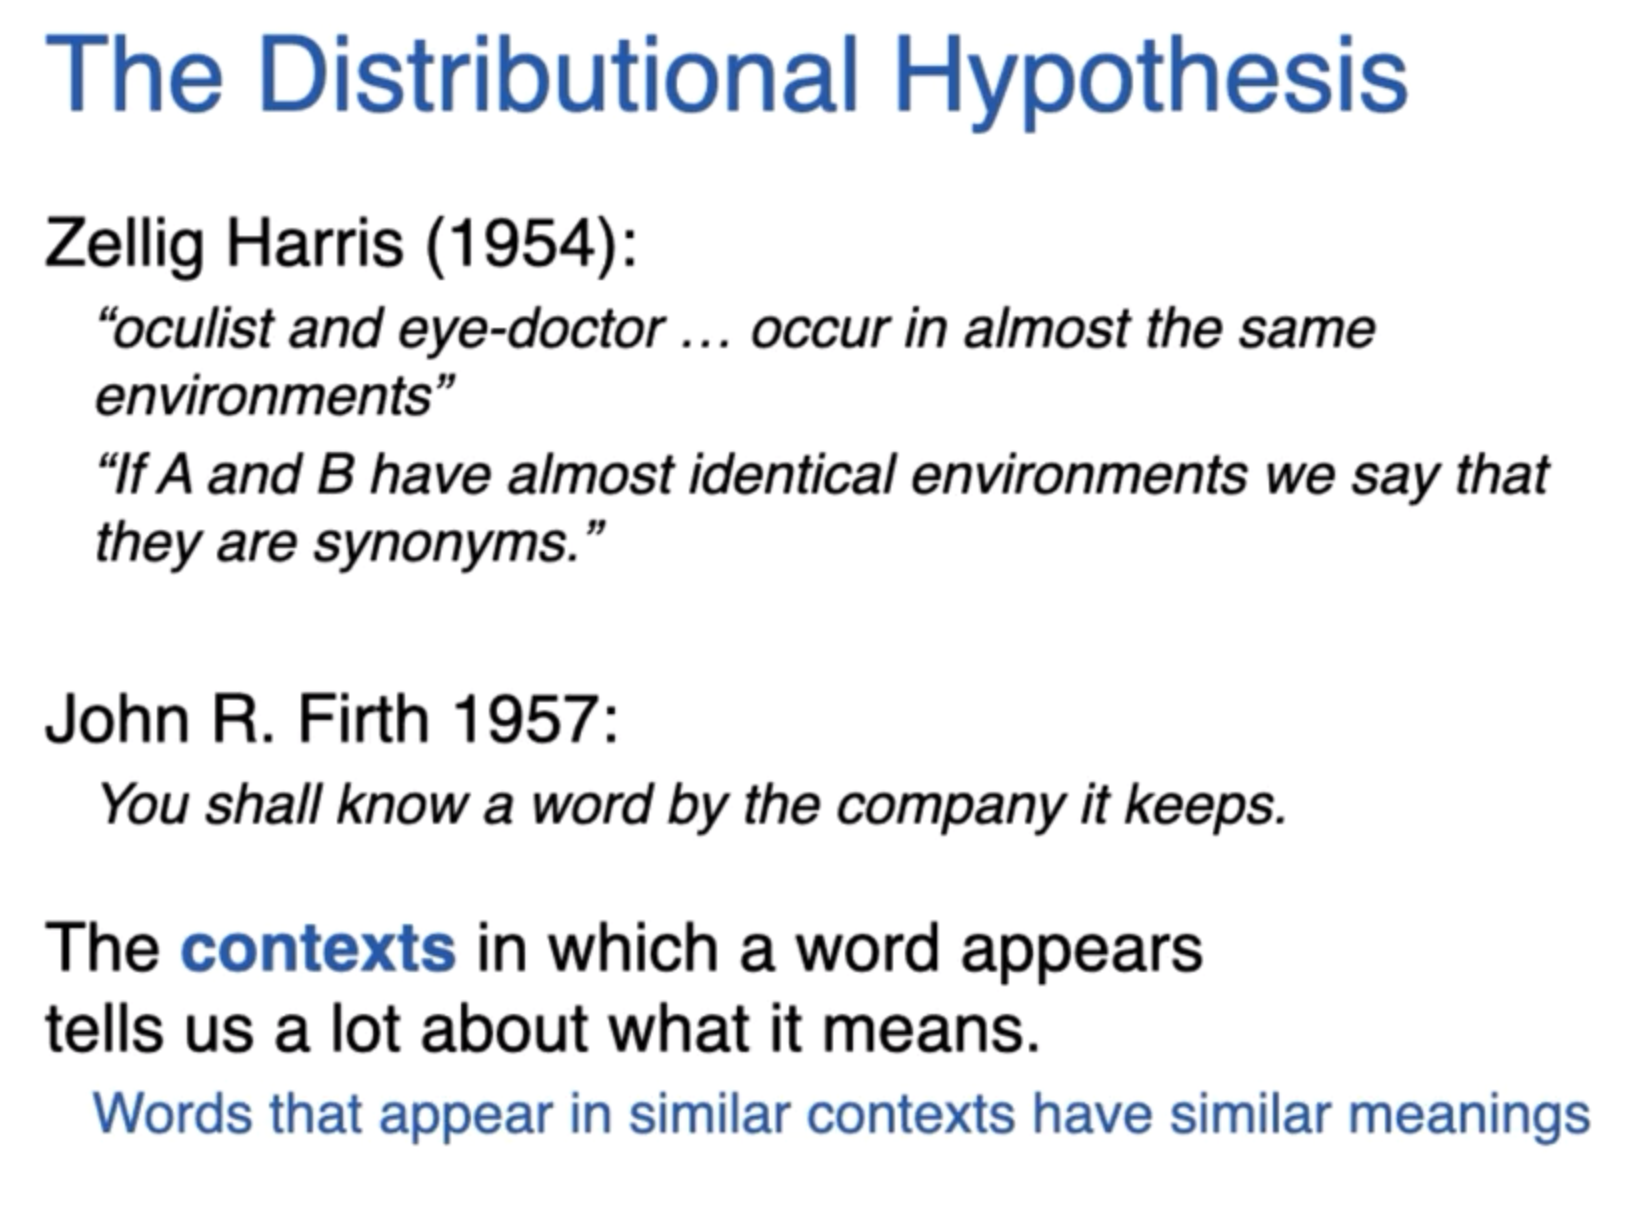 The Distributional Hypothesis
Zellig Harris (1954):
“oculist and eye-doctor … occur in almost the same
environments”
“If A and B have almost identical environments we say that
they are synonyms.”
John R. Firth 1957:
You shall know a word by the company it keeps.
The contexts in which a word appears
tells us a lot about what it means.
Words that appear in similar contexts have similar meanings